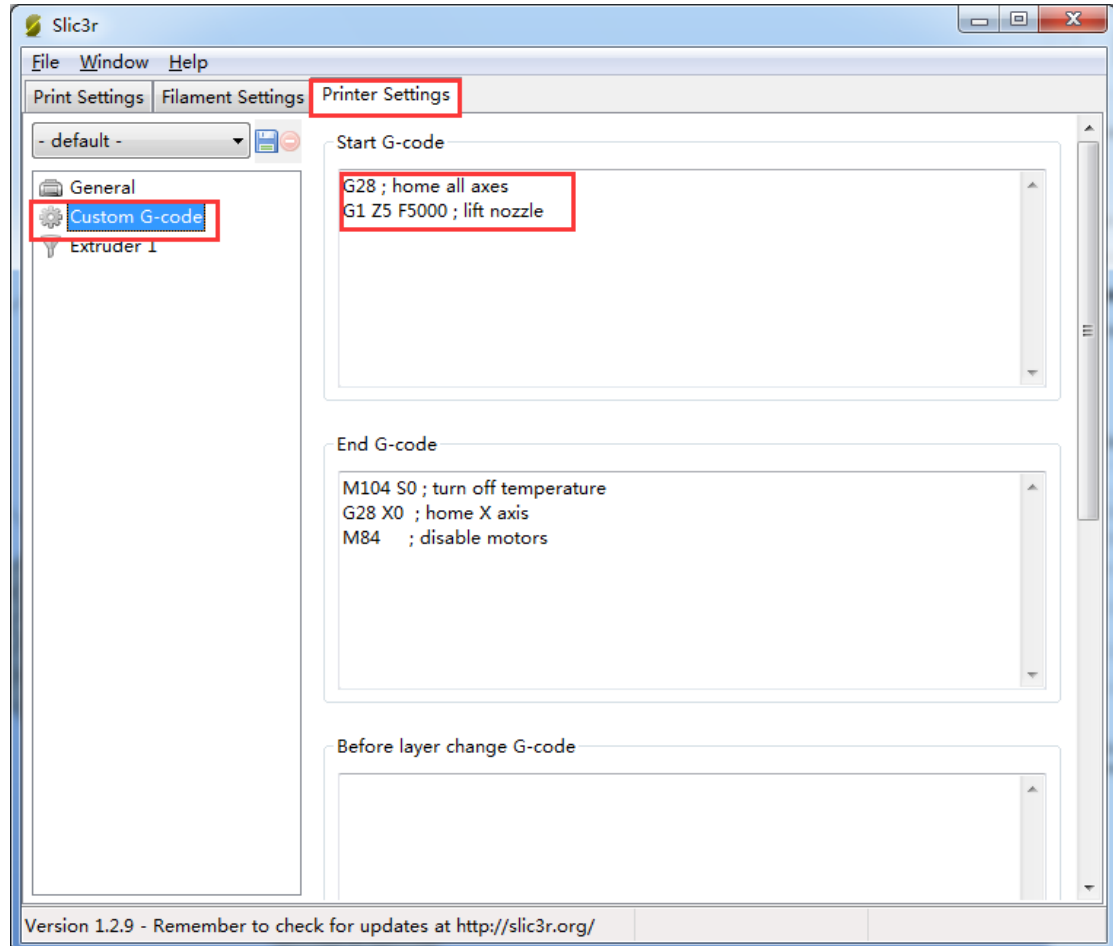 Slic3r
File Window Help
Print Settings Filament Settings Printer Settings
- default -
General
Custom G-code
Extruder 1
Start G-code
G28 ; home all axes
G1 Z5 F5000 ; lift nozzle
End G-code
M104 S0 ; turn off temperature
G28 X0  ; home X axis
M84     ; disable motors
Before layer change G-code
Version 1.2.9 - Remember to check for updates at http://slic3r.org/